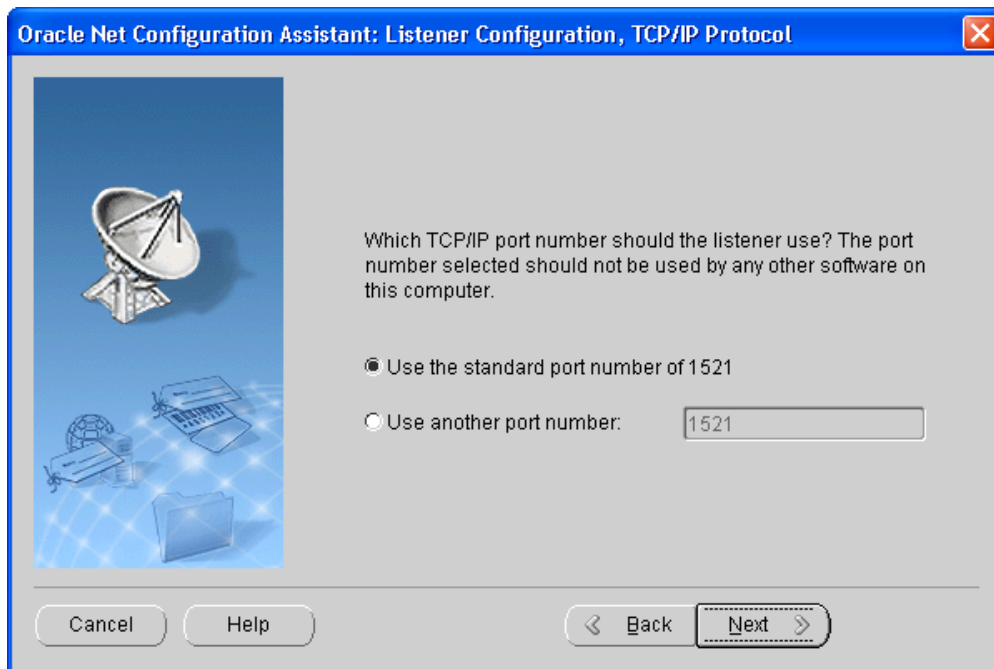 Oracle Net Configuration Assistant: Listener Configuration, TCP/IP Protocol
Which TCP/IP port number should the listener use? The port
number selected should not be used by any other software on
this computer.
Use the standard port number of 1521
Use another port number:
1521
Cancel
Help
Back
Next